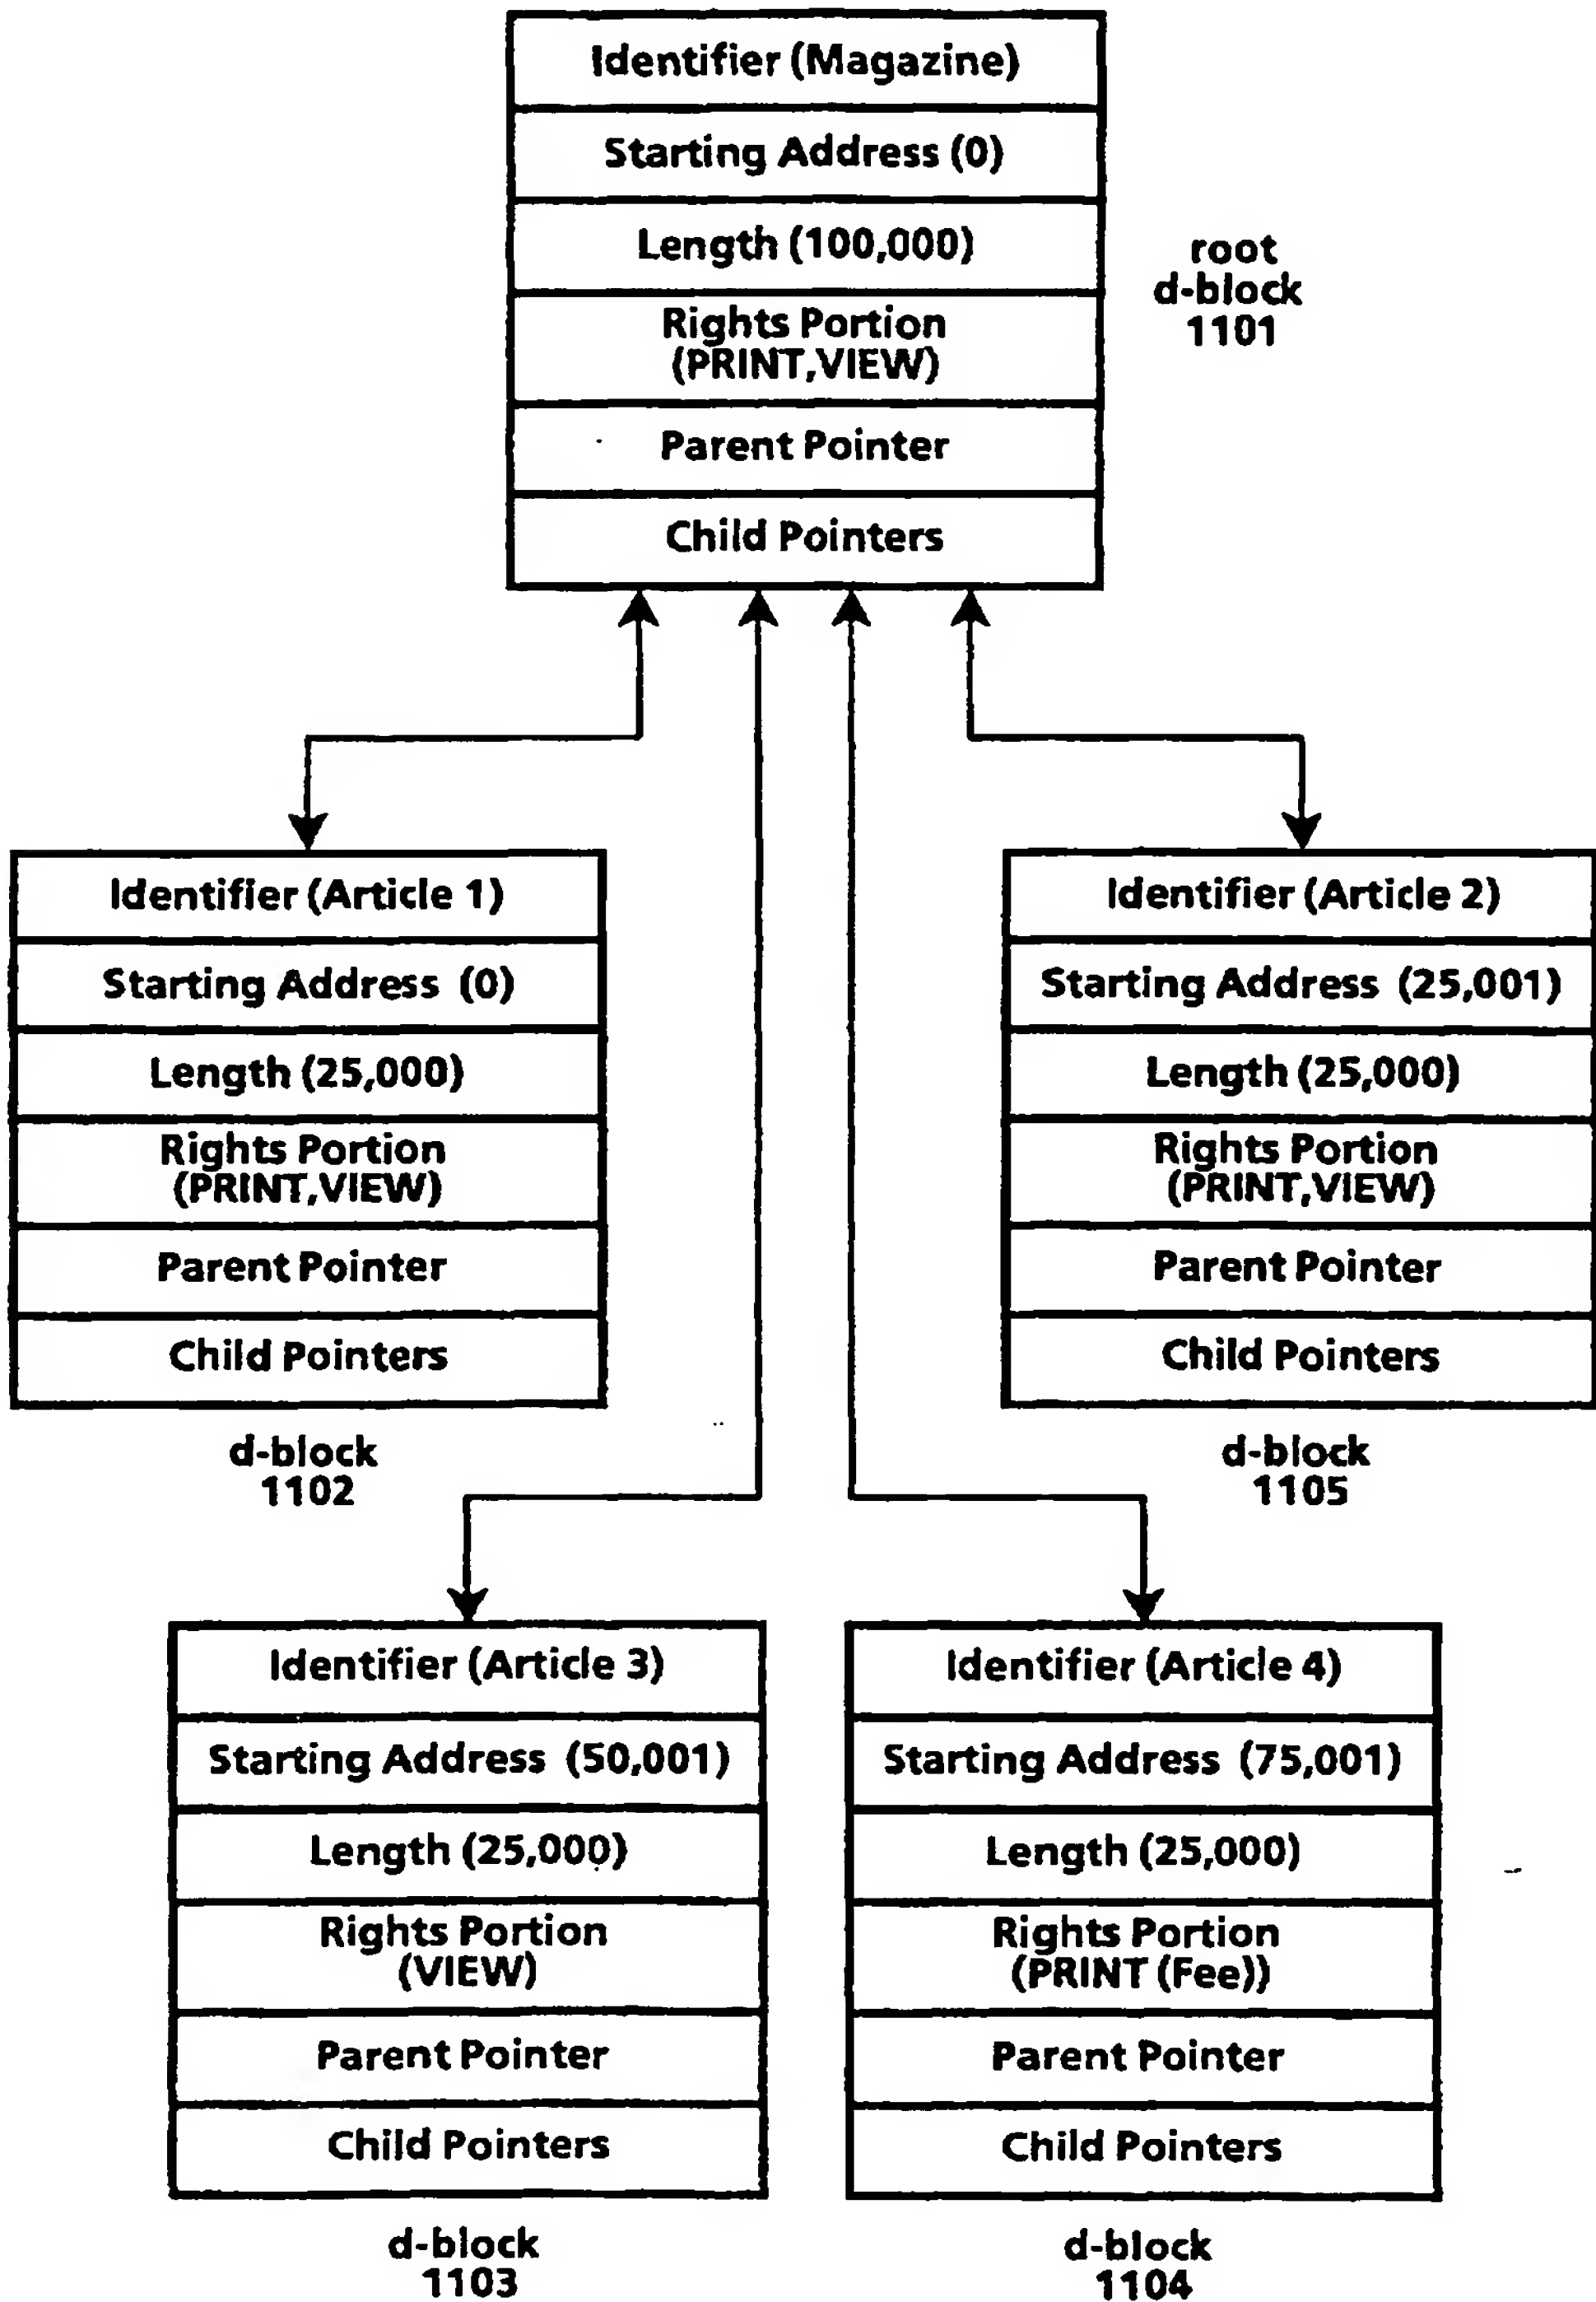 Identifier (Magazine)
Starting Address (0)
Length (100,000)
Rights Portion
(PRINT,VIEW)
Parent Pointer
Child Pointers
root
d-block
1101
Identifier (Article 1)
Starting Address (0)
Length (25,000)
Rights Portion
(PRINT,VIEW)
Parent Pointer
Child Pointers
d-block
1102
Identifier (Article 2)
Starting Address (25,001)
Length (25,000)
Rights Portion
(PRINT,VIEW)
Parent Pointer
Child Pointers
d-block
1105
Identifier (Article 3)
Starting Address (50,001)
Length (25,000)
Rights Portion
(VIEW)
Parent Pointer
Child Pointers
d-block
1103
Identifier (Article 4)
Starting Address (75,001)
Length (25,000)
Rights Portion
(PRINT (Fee))
Parent Pointer
Child Pointers
d-block
1104